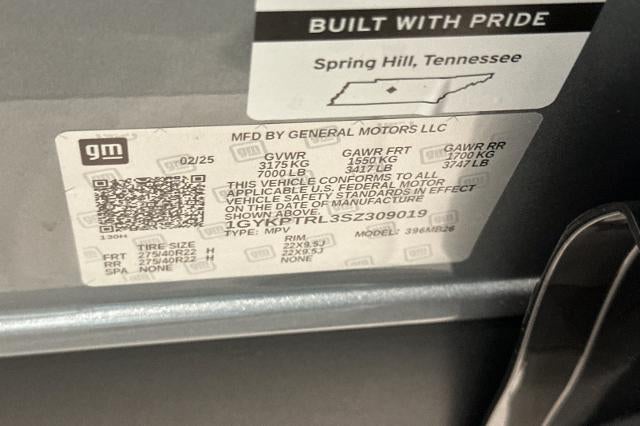 BUILT WITH PRIDE
Spring Hill, Tennessee
gm
MFD BY GENERAL MOTORS LLC
02/25
GVWR GAWR FRT GAWR RR
3175 KG 1550 KG 1700 KG
7000 LB 3417 LB 3747 LB
THIS VEHICLE CONFORMS TO ALL
APPLICABLE U.S. FEDERAL MOTOR
VEHICLE SAFETY STANDARDS IN EFFECT
ON THE DATE OF MANUFACTURE
SHOWN ABOVE.
1GYKPTRL3SZ309019
130H
TYPE: MPV MODEL: 396MB26
TIRE SIZE RIM
FRT 275/40R22 H 22X9.5J
RR 275/40R22 H 22X9.5J
SPA NONE NONE